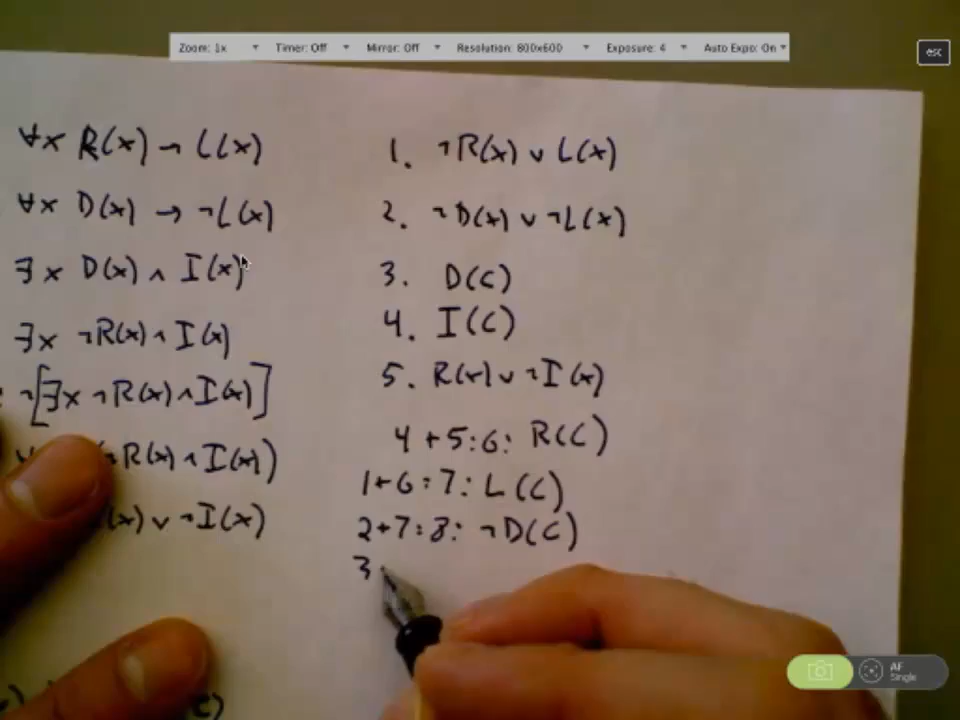 Zoom: 1x Timer: Off Mirror: Off Resolution: 800x600 Exposure: 4 Auto Expo: On
esc
∀x R(x) → L(x)
∀x D(x) → ¬L(x)
∃x D(x) ∧ I(x)
∃x ¬R(x) ∧ I(x)
¬[∃x ¬R(x) ∧ I(x)]
R(x) ∧ I(x))
(x) ∨ ¬I(x)
1. ¬R(x) ∨ L(x)
2. ¬D(x) ∨ ¬L(x)
3. D(C)
4. I(C)
5. R(x) ∨ ¬I(x)
4+5:6: R(C)
1+6:7: L(C)
2+7:8: ¬D(C)
3
AF
Single